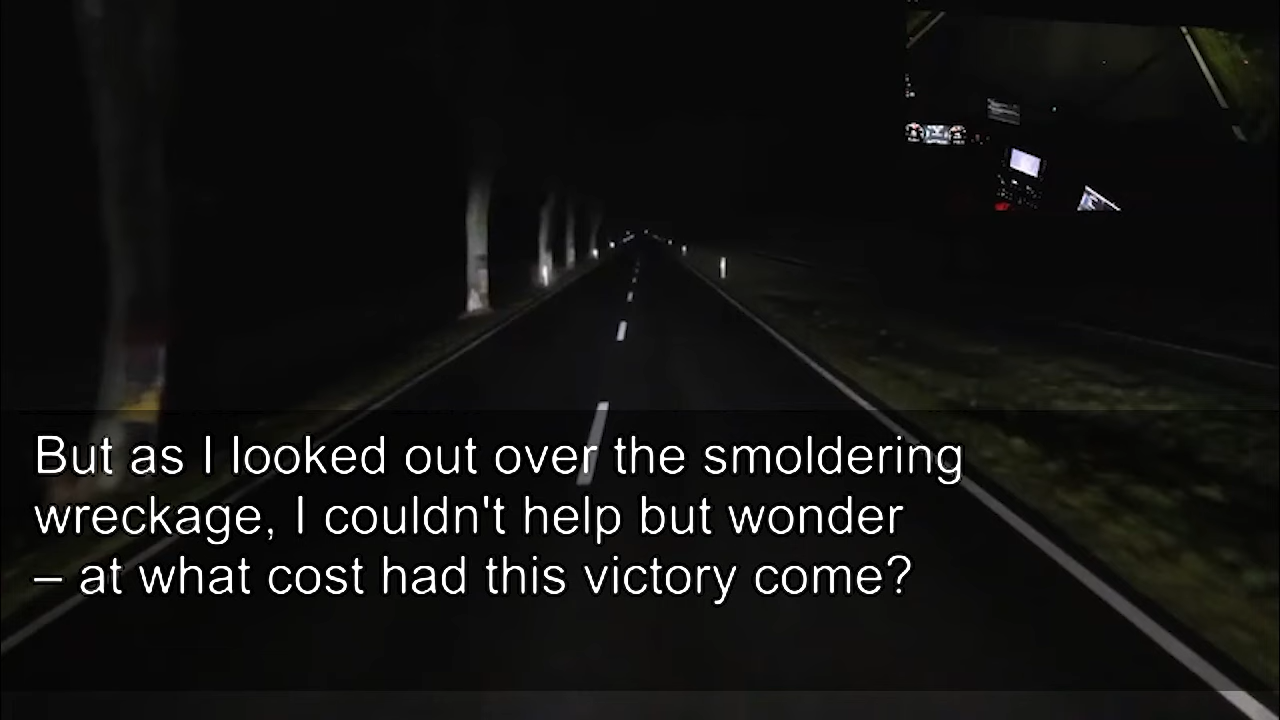 But as I looked out over the smoldering
wreckage, I couldn't help but wonder
– at what cost had this victory come?